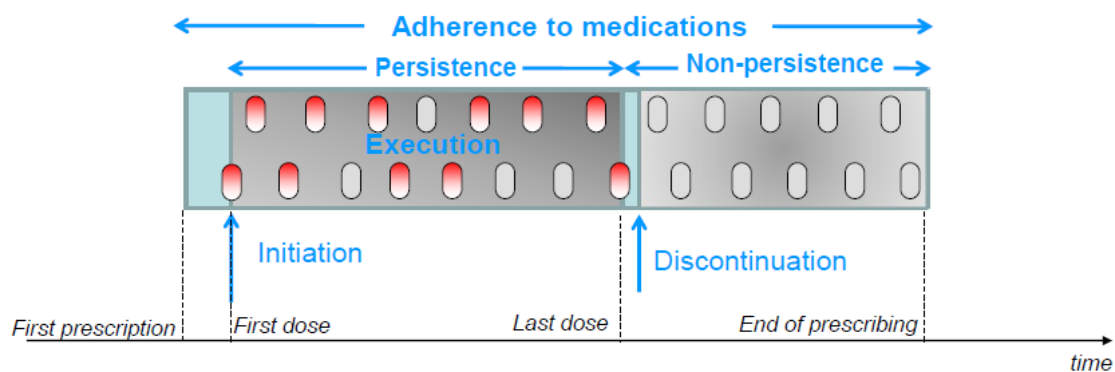 Adherence to medications
Persistence
Non-persistence
Execution
Initiation
Discontinuation
First prescription
First dose
Last dose
End of prescribing
time